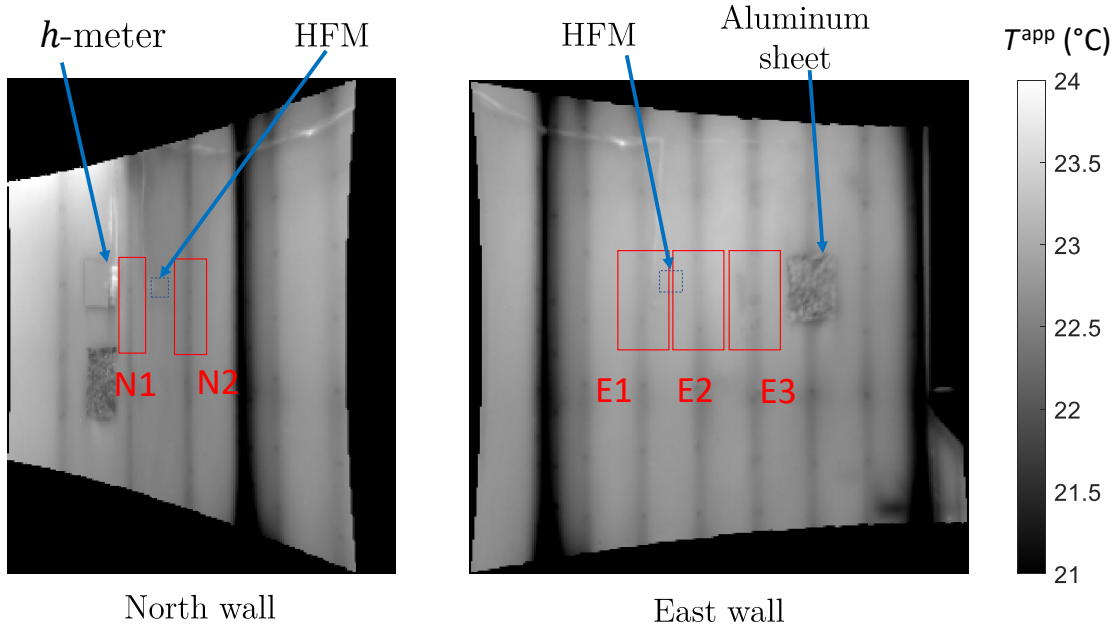 h-meter
HFM
HFM
Aluminum
sheet
T^app (°C)
24
23.5
23
22.5
22
21.5
21
N1
N2
E1
E2
E3
North wall
East wall